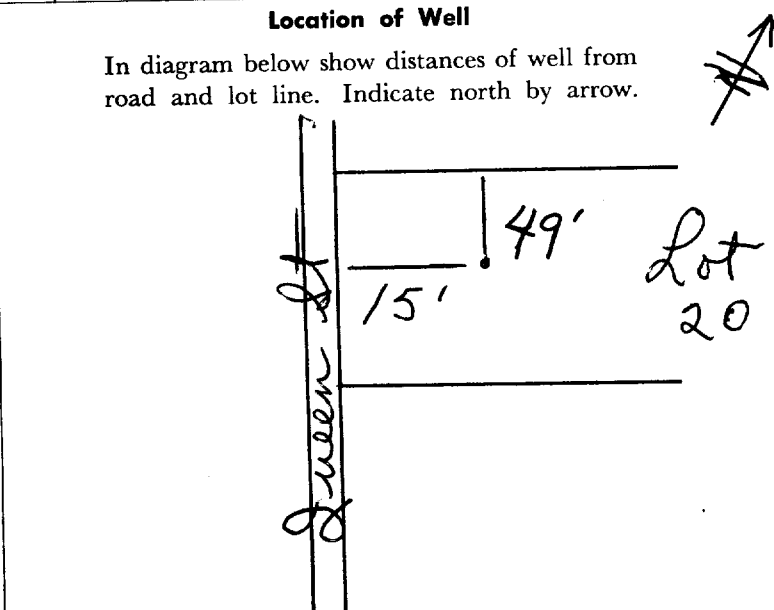 Location of Well
In diagram below show distances of well from
road and lot line. Indicate north by arrow.
N
49'
15'
Lot
20
Queen St